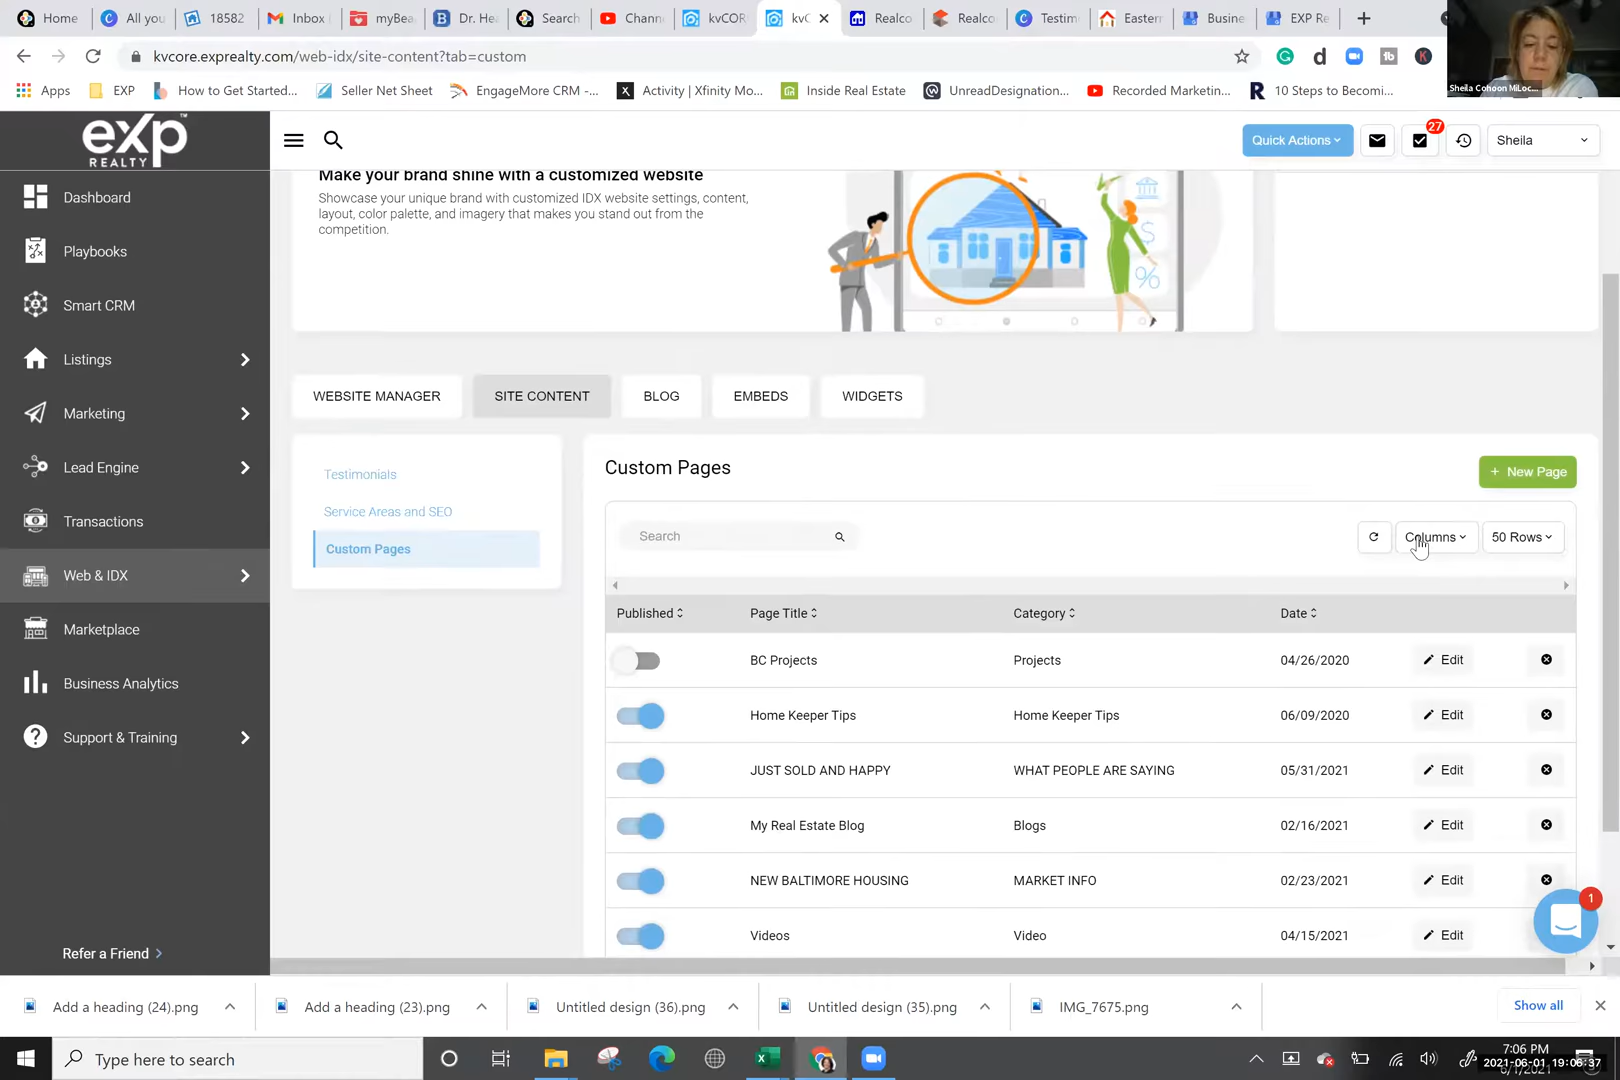 Home
All you
18582
Inbox
myBea
Dr. Hea
Search
Chann
kvCOR
kvC
Realco
Realco
Testim
Eastern
Busine
EXP Re
kvcore.exprealty.com/web-idx/site-content?tab=custom
Apps
EXP
How to Get Started...
Seller Net Sheet
EngageMore CRM -...
Activity | Xfinity Mo...
Inside Real Estate
UnreadDesignation...
Recorded Marketin...
10 Steps to Becomi...
Sheila Cohoon MiLoc...
eXp
REALTY
Quick Actions
27
Sheila
Dashboard
Playbooks
Smart CRM
Listings
Marketing
Lead Engine
Transactions
Web & IDX
Marketplace
Business Analytics
Support & Training
Refer a Friend
Make your brand shine with a customized website
Showcase your unique brand with customized IDX website settings, content,
layout, color palette, and imagery that makes you stand out from the
competition.
WEBSITE MANAGER
SITE CONTENT
BLOG
EMBEDS
WIDGETS
Testimonials
Service Areas and SEO
Custom Pages
Custom Pages
+ New Page
Search
Columns
50 Rows
Published
Page Title
Category
Date
BC Projects
Projects
04/26/2020
Edit
Home Keeper Tips
Home Keeper Tips
06/09/2020
Edit
JUST SOLD AND HAPPY
WHAT PEOPLE ARE SAYING
05/31/2021
Edit
My Real Estate Blog
Blogs
02/16/2021
Edit
NEW BALTIMORE HOUSING
MARKET INFO
02/23/2021
Edit
Videos
Video
04/15/2021
Edit
1
Add a heading (24).png
Add a heading (23).png
Untitled design (36).png
Untitled design (35).png
IMG_7675.png
Show all
Type here to search
7:06 PM
2021-06-01 19:06:37